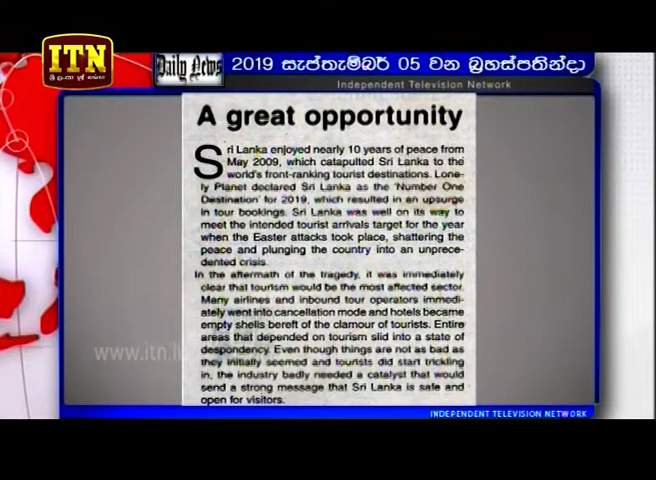 ITN
ශ්‍රී ලංකා
Daily News
2019 සැප්තැම්බර් 05 වන බ්‍රහස්පතින්දා
Independent Television Network
A great opportunity
Sri Lanka enjoyed nearly 10 years of peace from
May 2009, which catapulted Sri Lanka to the
world's front-ranking tourist destinations. Lone-
ly Planet declared Sri Lanka as the 'Number One
Destination' for 2019, which resulted in an upsurge
in tour bookings. Sri Lanka was well on its way to
meet the intended tourist arrivals target for the year
when the Easter attacks took place, shattering the
peace and plunging the country into an unprece-
dented crisis.
In the aftermath of the tragedy, it was immediately
clear that tourism would be the most affected sector.
Many airlines and inbound tour operators immedi-
ately went into cancellation mode and hotels became
empty shells bereft of the clamour of tourists. Entire
areas that depended on tourism slid into a state of
despondency. Even though things are not as bad as
they initially seemed and tourists did start trickling
in, the industry badly needed a catalyst that would
send a strong message that Sri Lanka is safe and
open for visitors.
www.itn.l
INDEPENDENT TELEVISION NETWORK